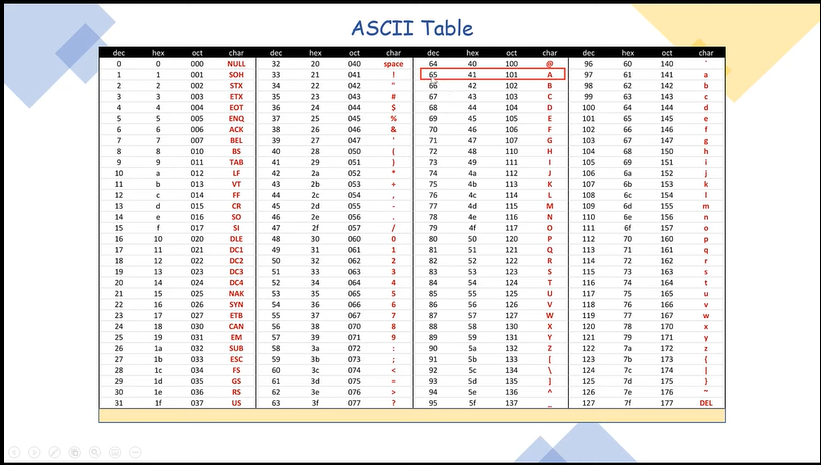 ASCII Table
dec hex oct char dec hex oct char dec hex oct char dec hex oct char
0 0 000 NULL 32 20 040 space 64 40 100 @ 96 60 140 `
1 1 001 SOH 33 21 041 ! 65 41 101 A 97 61 141 a
2 2 002 STX 34 22 042 " 66 42 102 B 98 62 142 b
3 3 003 ETX 35 23 043 # 67 43 103 C 99 63 143 c
4 4 004 EOT 36 24 044 $ 68 44 104 D 100 64 144 d
5 5 005 ENQ 37 25 045 % 69 45 105 E 101 65 145 e
6 6 006 ACK 38 26 046 & 70 46 106 F 102 66 146 f
7 7 007 BEL 39 27 047 ' 71 47 107 G 103 67 147 g
8 8 010 BS 40 28 050 ( 72 48 110 H 104 68 150 h
9 9 011 TAB 41 29 051 ) 73 49 111 I 105 69 151 i
10 a 012 LF 42 2a 052 * 74 4a 112 J 106 6a 152 j
11 b 013 VT 43 2b 053 + 75 4b 113 K 107 6b 153 k
12 c 014 FF 44 2c 054 , 76 4c 114 L 108 6c 154 l
13 d 015 CR 45 2d 055 - 77 4d 115 M 109 6d 155 m
14 e 016 SO 46 2e 056 . 78 4e 116 N 110 6e 156 n
15 f 017 SI 47 2f 057 / 79 4f 117 O 111 6f 157 o
16 10 020 DLE 48 30 060 0 80 50 120 P 112 70 160 p
17 11 021 DC1 49 31 061 1 81 51 121 Q 113 71 161 q
18 12 022 DC2 50 32 062 2 82 52 122 R 114 72 162 r
19 13 023 DC3 51 33 063 3 83 53 123 S 115 73 163 s
20 14 024 DC4 52 34 064 4 84 54 124 T 116 74 164 t
21 15 025 NAK 53 35 065 5 85 55 125 U 117 75 165 u
22 16 026 SYN 54 36 066 6 86 56 126 V 118 76 166 v
23 17 027 ETB 55 37 067 7 87 57 127 W 119 77 167 w
24 18 030 CAN 56 38 070 8 88 58 130 X 120 78 170 x
25 19 031 EM 57 39 071 9 89 59 131 Y 121 79 171 y
26 1a 032 SUB 58 3a 072 : 90 5a 132 Z 122 7a 172 z
27 1b 033 ESC 59 3b 073 ; 91 5b 133 [ 123 7b 173 {
28 1c 034 FS 60 3c 074 < 92 5c 134 \ 124 7c 174 |
29 1d 035 GS 61 3d 075 = 93 5d 135 ] 125 7d 175 }
30 1e 036 RS 62 3e 076 > 94 5e 136 ^ 126 7e 176 ~
31 1f 037 US 63 3f 077 ? 95 5f 137 _ 127 7f 177 DEL